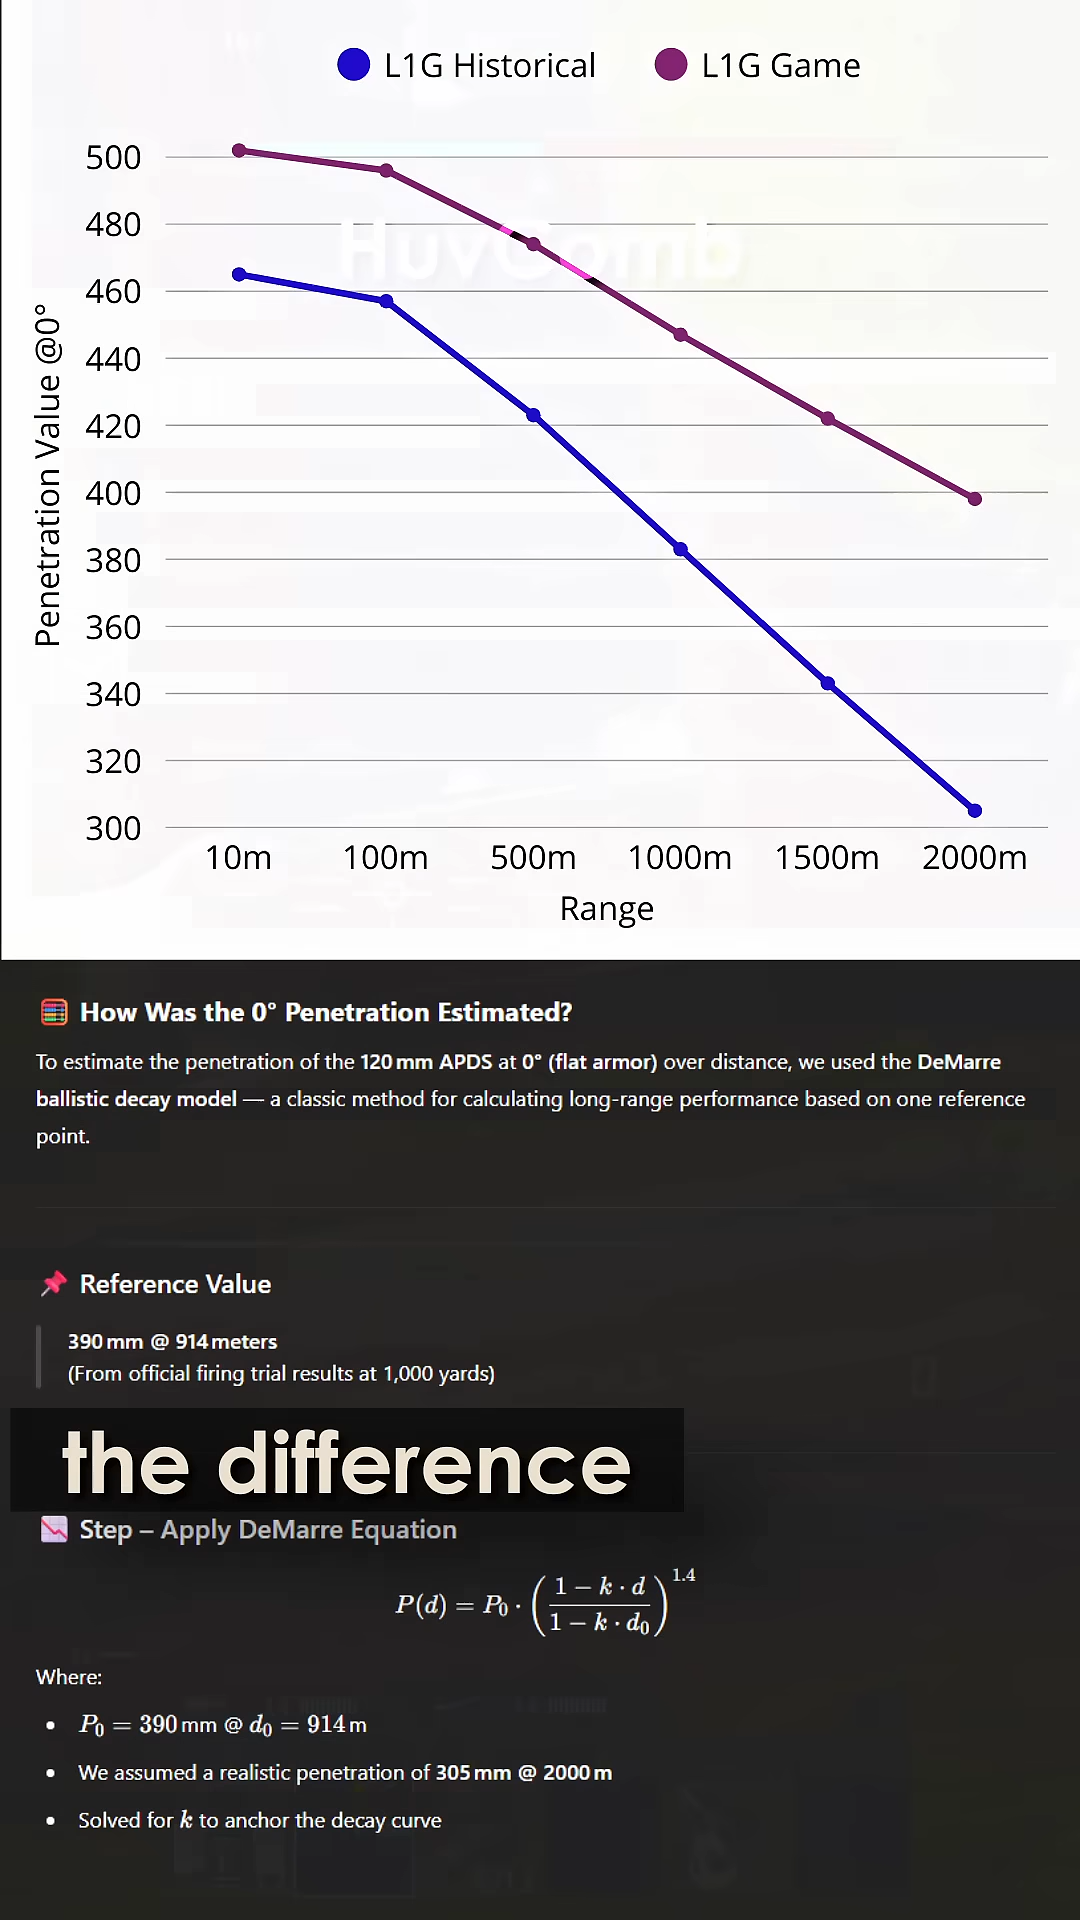 L1G Historical
L1G Game
HuvComb
500
480
460
440
420
400
380
360
340
320
300
Penetration Value @0°
10m 100m 500m 1000m 1500m 2000m
Range
🧮 How Was the 0° Penetration Estimated?
To estimate the penetration of the 120 mm APDS at 0° (flat armor) over distance, we used the DeMarre
ballistic decay model — a classic method for calculating long-range performance based on one reference
point.
📌 Reference Value
390 mm @ 914 meters
(From official firing trial results at 1,000 yards)
the difference
📉 Step – Apply DeMarre Equation
P(d) = P₀ · ((1 − k · d) / (1 − k · d₀))^1.4
Where:
• P₀ = 390 mm @ d₀ = 914 m
• We assumed a realistic penetration of 305 mm @ 2000 m
• Solved for k to anchor the decay curve